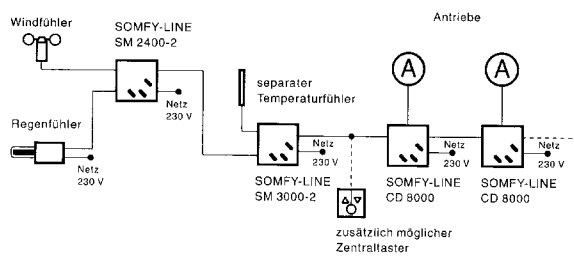 Windfühler
SOMFY-LINE
SM 2400-2
Netz
230 V
Regenfühler
Netz
230 V
separater
Temperaturfühler
Netz
230 V
SOMFY-LINE
SM 3000-2
zusätzlich möglicher
Zentraltaster
Antriebe
A
A
Netz
230 V
Netz
230 V
SOMFY-LINE
CD 8000
SOMFY-LINE
CD 8000